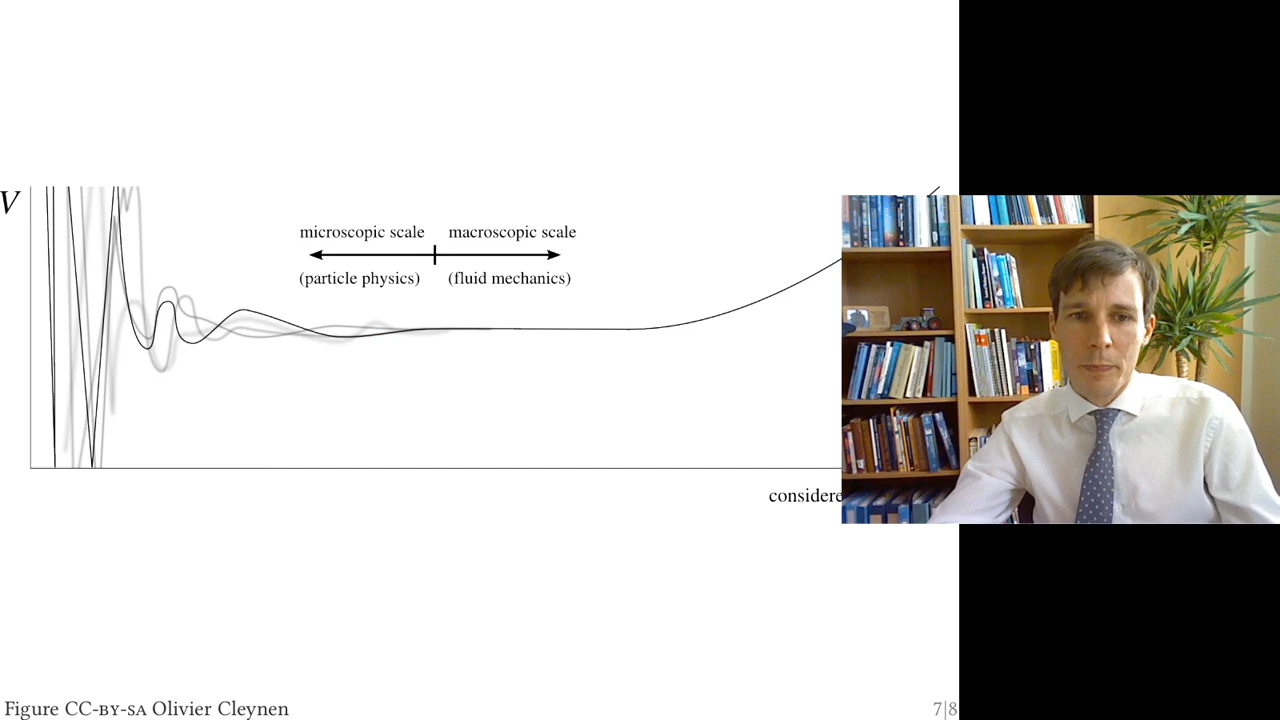 V
microscopic scale
macroscopic scale
(particle physics)
(fluid mechanics)
considere
Figure CC-BY-SA Olivier Cleynen
7|8